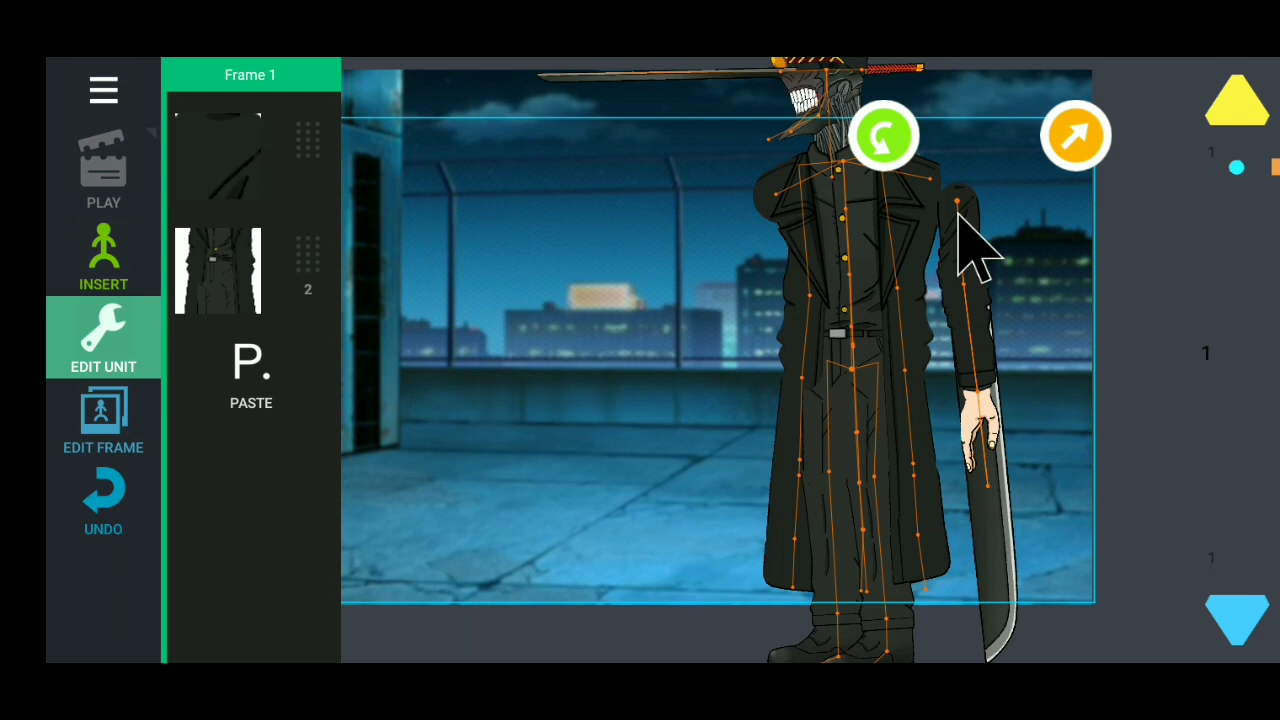 Frame 1
PLAY
INSERT
EDIT UNIT
EDIT FRAME
UNDO
2
P.
PASTE
1
1
1